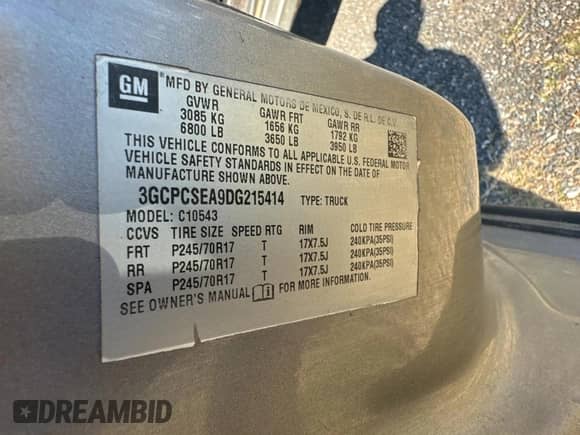 GM
MFD BY GENERAL MOTORS DE MEXICO, S. DE R.L. DE C.V.
GVWR GAWR FRT GAWR RR
3085 KG 1656 KG 1792 KG
6800 LB 3650 LB 3950 LB
THIS VEHICLE CONFORMS TO ALL APPLICABLE U.S. FEDERAL MOTOR
VEHICLE SAFETY STANDARDS IN EFFECT ON THE DATE OF
MANUFACTURE SHOWN ABOVE.
3GCPCSEA9DG215414 TYPE: TRUCK
MODEL: C10543
CCVS TIRE SIZE SPEED RTG RIM COLD TIRE PRESSURE
FRT P245/70R17 T 17X7.5J 240KPA(35PSI)
RR P245/70R17 T 17X7.5J 240KPA(35PSI)
SPA P245/70R17 T 17X7.5J 240KPA(35PSI)
SEE OWNER'S MANUAL FOR MORE INFORMATION.
DREAMBID